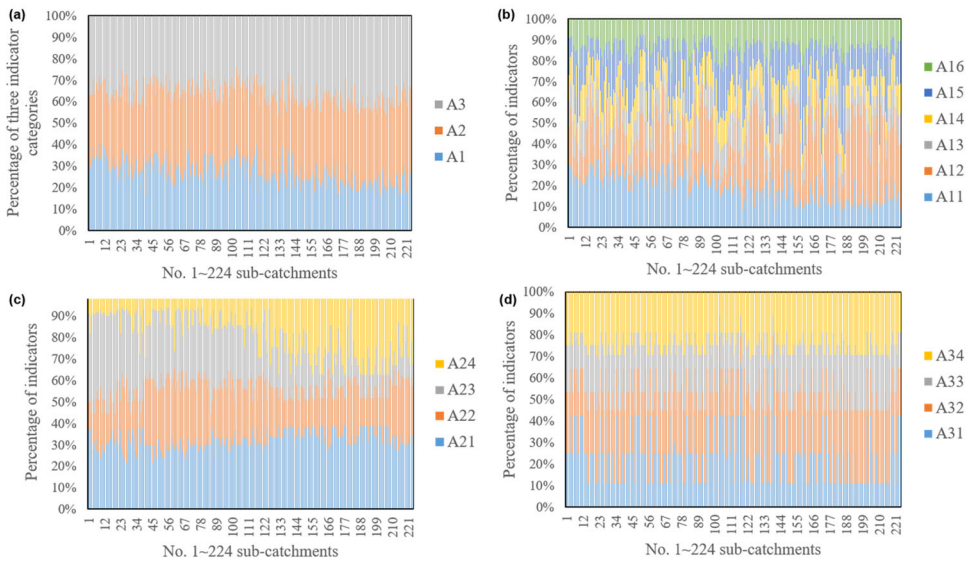 (a)
100%
90%
80%
70%
60%
50%
40%
30%
20%
10%
0%
Percentage of three indicator
categories
A3
A2
A1
1 12 23 34 45 56 67 78 89 100 111 122 133 144 155 166 177 188 199 210 221
No. 1~224 sub-catchments
(b)
100%
90%
80%
70%
60%
50%
40%
30%
20%
10%
0%
Percentage of indicators
A16
A15
A14
A13
A12
A11
1 12 23 34 45 56 67 78 89 100 111 122 133 144 155 166 177 188 199 210 221
No. 1~224 sub-catchments
(c)
90%
80%
70%
60%
50%
40%
30%
20%
10%
0%
Percentage of indicators
A24
A23
A22
A21
1 12 23 34 45 56 67 78 89 100 111 122 133 144 155 166 177 188 199 210 221
No. 1~224 sub-catchments
(d)
100%
90%
80%
70%
60%
50%
40%
30%
20%
10%
0%
Percentage of indicators
A34
A33
A32
A31
1 12 23 34 45 56 67 78 89 100 111 122 133 144 155 166 177 188 199 210 221
No. 1~224 sub-catchments